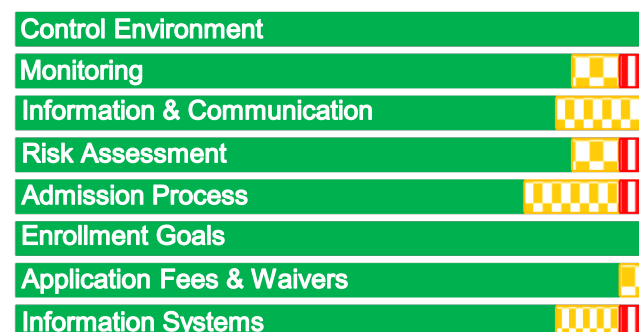 Control Environment
Monitoring
Information & Communication
Risk Assessment
Admission Process
Enrollment Goals
Application Fees & Waivers
Information Systems